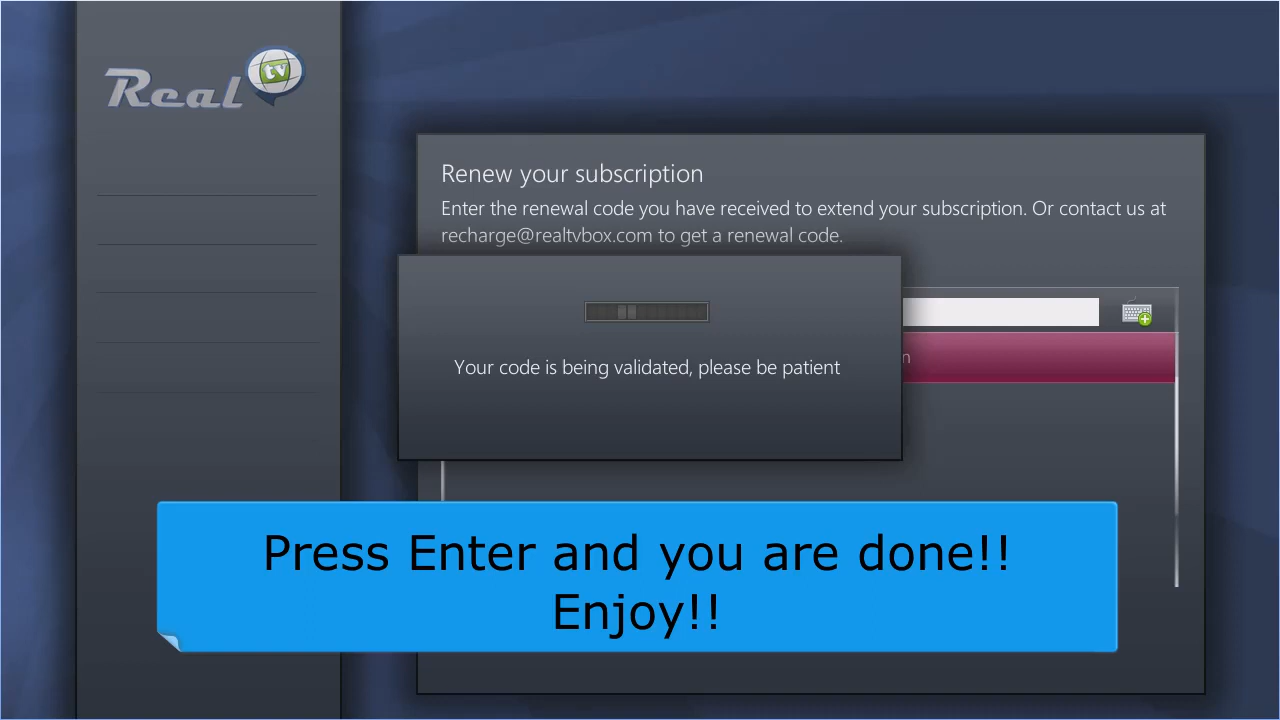 Real tv
Renew your subscription
Enter the renewal code you have received to extend your subscription. Or contact us at
recharge@realtvbox.com to get a renewal code.
Your code is being validated, please be patient
Press Enter and you are done!!
Enjoy!!